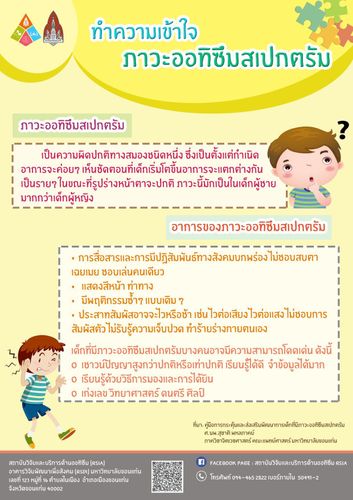 ทำความเข้าใจ
ภาวะออทิซึมสเปกตรัม
ภาวะออทิซึมสเปกตรัม
เป็นความผิดปกติทางสมองชนิดหนึ่ง ซึ่งเป็นตั้งแต่กำเนิด
อาการจะค่อยๆ เห็นชัดตอนที่เด็กเริ่มโตขึ้นอาการจะแตกต่างกัน
เป็นรายๆ ในขณะที่รูปร่างหน้าตาจะปกติ ภาวะนี้มักเป็นในเด็กผู้ชาย
มากกว่าเด็กผู้หญิง
อาการของภาวะออทิซึมสเปกตรัม
• การสื่อสารและการมีปฏิสัมพันธ์ทางสังคมบกพร่องไม่ชอบสบตา
เฉยเมย ชอบเล่นคนเดียว
• แสดงสีหน้า ท่าทาง
• มีพฤติกรรมซ้ำๆ แบบเดิม ๆ
• ประสาทสัมผัสอาจจะไวหรือช้า เช่น ไวต่อเสียง ไวต่อแสงไม่ชอบการ
สัมผัสตัวไม่รับรู้ความเจ็บปวด ทำร้ายร่างกายตนเอง
เด็กที่มีภาวะออทิซึมสเปกตรัมบางคนอาจมีความสามารถโดดเด่น ดังนี้
o เชาวน์ปัญญาสูงกว่าปกติหรือเท่าปกติ เรียนรู้ได้ดี จำข้อมูลได้มาก
o เรียนรู้ด้วยวิธีการมองและการได้ยิน
o เก่งเลข วิทยาศาสตร์ ดนตรี ศิลป์
ที่มา. คู่มือการกระตุ้นและส่งเสริมพัฒนาการเด็กที่มีภาวะออทิซึมสเปกตรัม
ภาควิชาจิตเวชศาสตร์ คณะแพทย์ศาสตร์ มหาวิทยาลัยขอนแก่น
สถาบันวิจัยและบริการด้านออทิซึม (RSIA)
อาคารวิจัยพัฒนาเพื่อสังคม (RSIA) มหาวิทยาลัยขอนแก่น
เลขที่ 123 หมู่ที่ 16 ตำบลในเมือง อำเภอเมืองขอนแก่น
จังหวัดขอนแก่น 40002
FACEBOOK PAGE : สถาบันวิจัยและบริการด้านออทิซึม (RSIA)
โทรศัพท์ 094-465 2822 เบอร์ภายใน 50491-2